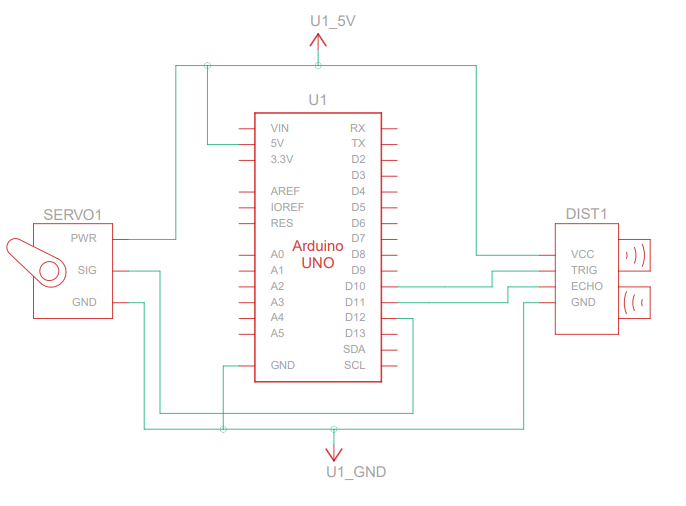 U1_5V
U1
VIN RX
5V TX
3.3V D2
D3
AREF D4
IOREF D5
RES D6
D7
A0 D8
A1 D9
A2 D10
A3 D11
A4 D12
A5 D13
SDA
GND SCL
Arduino
UNO
SERVO1
PWR
SIG
GND
DIST1
VCC
TRIG
ECHO
GND
U1_GND